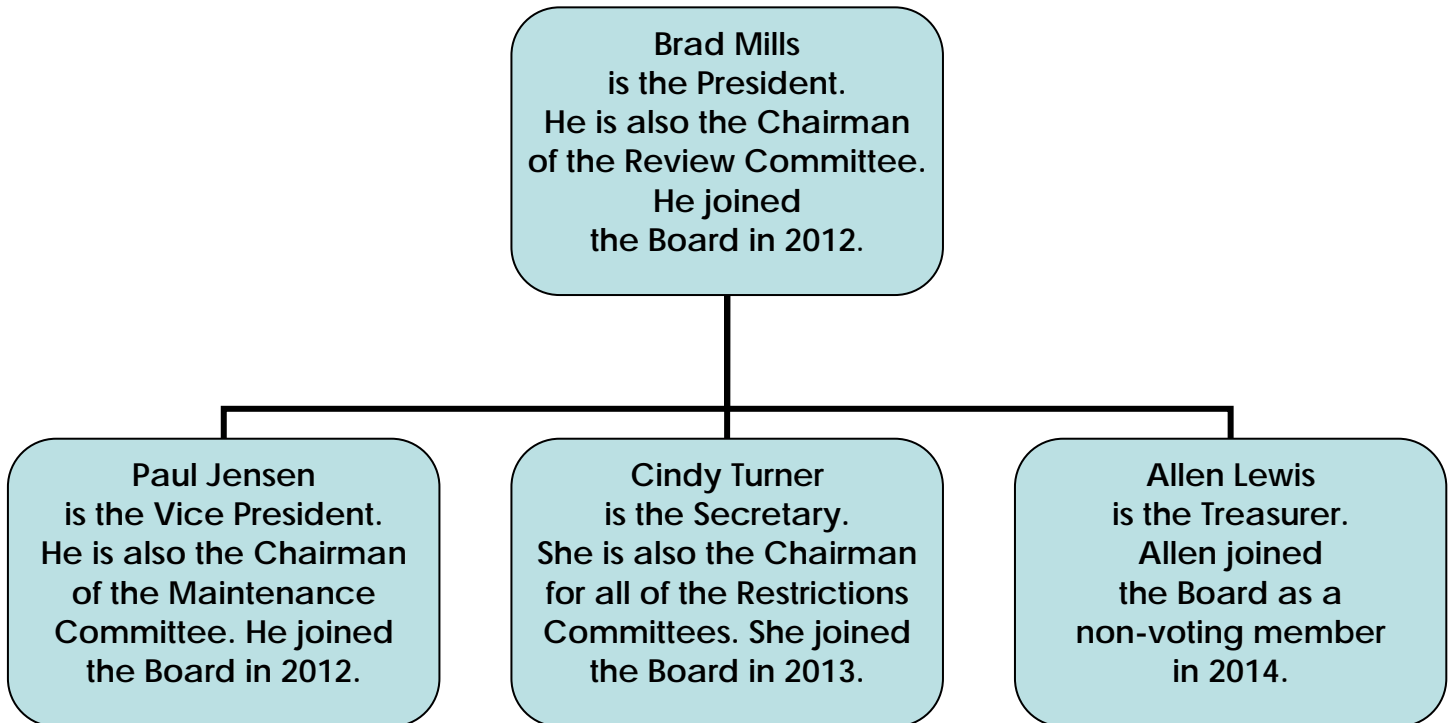 Brad Mills
is the President.
He is also the Chairman
of the Review Committee.
He joined
the Board in 2012.
Paul Jensen
is the Vice President.
He is also the Chairman
of the Maintenance
Committee. He joined
the Board in 2012.
Cindy Turner
is the Secretary.
She is also the Chairman
for all of the Restrictions
Committees. She joined
the Board in 2013.
Allen Lewis
is the Treasurer.
Allen joined
the Board as a
non-voting member
in 2014.